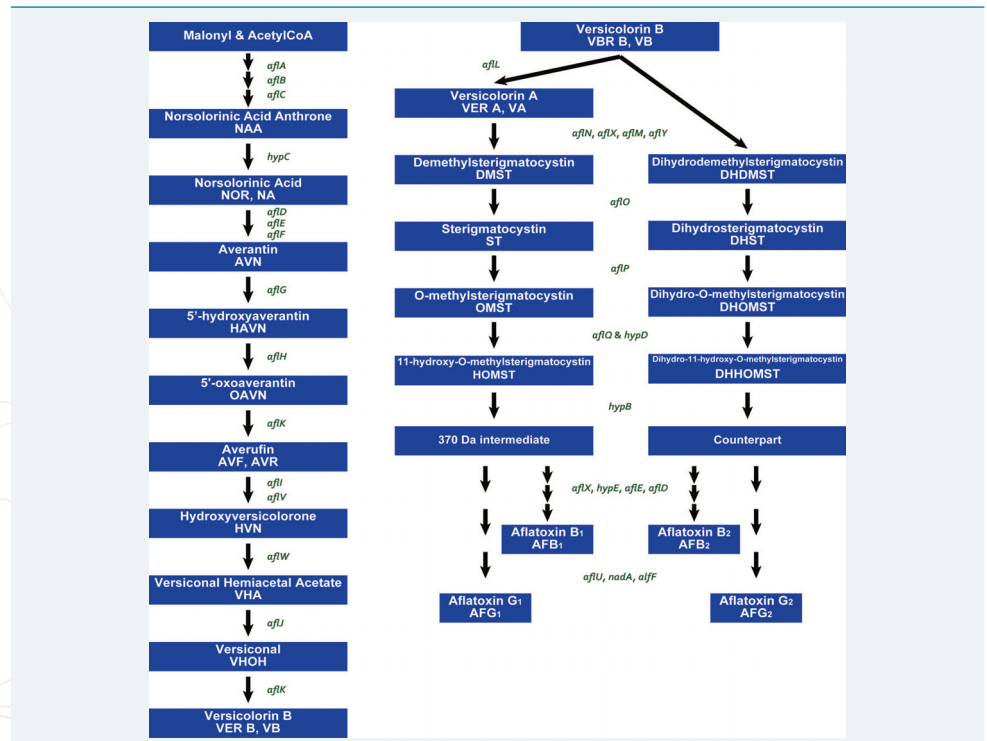 Malonyl & AcetylCoA
aflA
aflB
aflC
Norsolorinic Acid Anthrone
NAA
hypC
Norsolorinic Acid
NOR, NA
aflD
aflE
aflF
Averantin
AVN
aflG
5'-hydroxyaverantin
HAVN
aflH
5'-oxoaverantin
OAVN
aflK
Averufin
AVF, AVR
aflI
aflV
Hydroxyversicolorone
HVN
aflW
Versiconal Hemiacetal Acetate
VHA
aflJ
Versiconal
VHOH
aflK
Versicolorin B
VER B, VB
Versicolorin B
VBR B, VB
aflL
Versicolorin A
VER A, VA
aflN, aflX, aflM, aflY
Demethylsterigmatocystin
DMST
Dihydrodemethylsterigmatocystin
DHDMST
aflO
Sterigmatocystin
ST
Dihydrosterigmatocystin
DHST
aflP
O-methylsterigmatocystin
OMST
Dihydro-O-methylsterigmatocystin
DHOMST
aflQ & hypD
11-hydroxy-O-methylsterigmatocystin
HOMST
Dihydro-11-hydroxy-O-methylsterigmatocystin
DHHOMST
hypB
370 Da intermediate
Counterpart
aflX, hypE, aflE, aflD
Aflatoxin B1
AFB1
Aflatoxin B2
AFB2
aflU, nadA, alfF
Aflatoxin G1
AFG1
Aflatoxin G2
AFG2